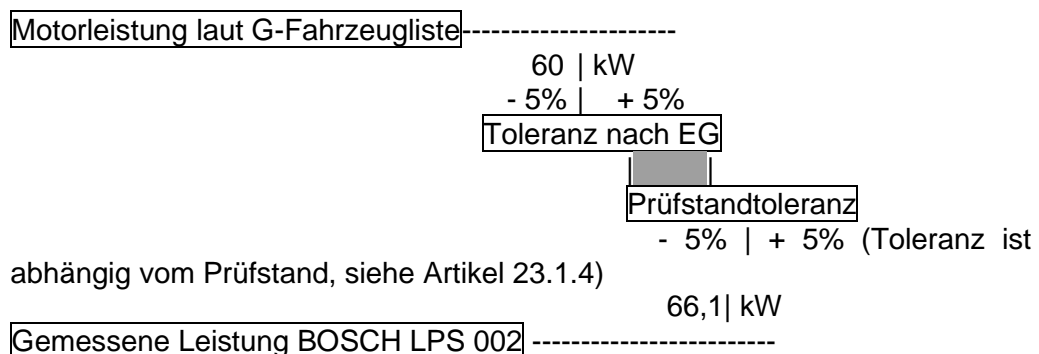 Motorleistung laut G-Fahrzeugliste----------------------
60 | kW
- 5% | + 5%
Toleranz nach EG
| |
Prüfstandtoleranz
- 5% | + 5% (Toleranz ist
abhängig vom Prüfstand, siehe Artikel 23.1.4)
66,1| kW
Gemessene Leistung BOSCH LPS 002 -------------------------